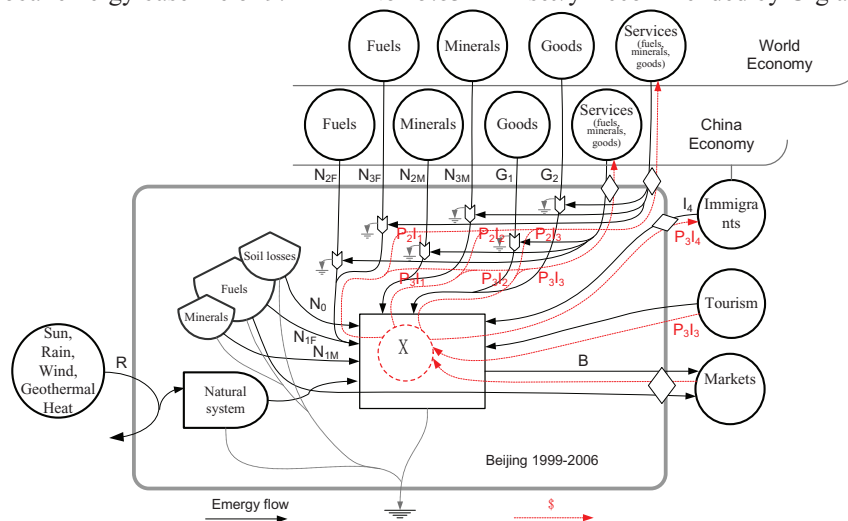 Fuels
Minerals
Goods
Services
(fuels,
minerals,
goods)
World
Economy
Fuels
Minerals
Goods
Services
(fuels,
minerals,
goods)
China
Economy
N2F
N3F
N2M
N3M
G1
G2
I4
Immigra
nts
P3I4
P2I1
P2I3
P3I1
P3I2
P3I3
Soil losses
Fuels
Minerals
N0
N1F
N1M
X
Tourism
P3I3
Sun,
Rain,
Wind,
Geothermal
Heat
R
Natural
system
B
Markets
Beijing 1999-2006
Emergy flow
$